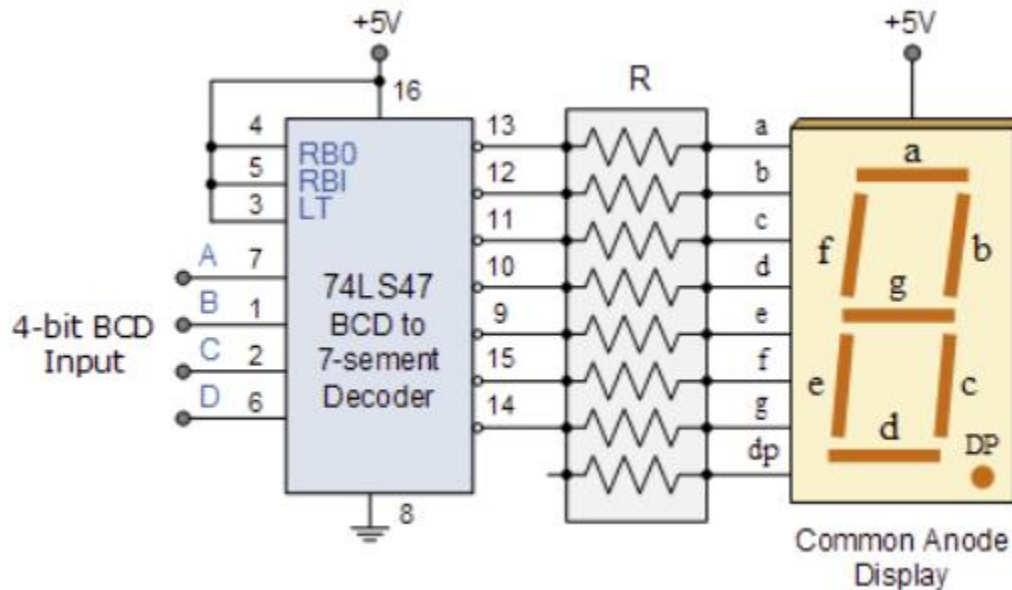 +5V
+5V
16
R
4
RB0
13
a
5
RBI
12
b
3
LT
11
c
A
7
10
d
B
1
9
e
C
2
15
f
D
6
14
g
dp
4-bit BCD
Input
74LS47
BCD to
7-sement
Decoder
8
a
f
b
g
e
c
d
DP
Common Anode
Display